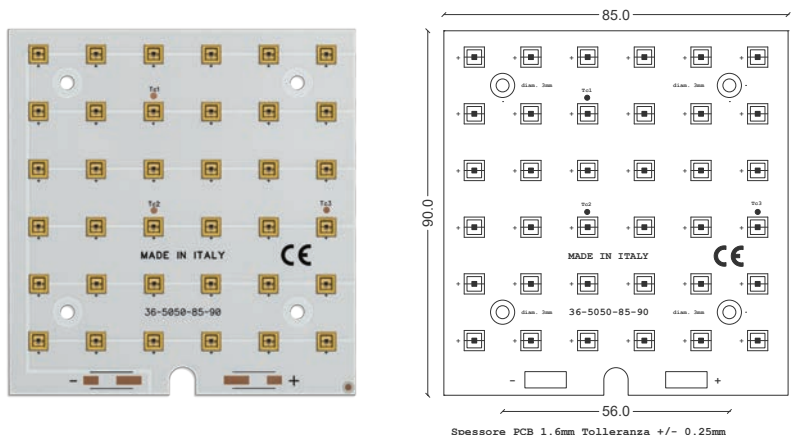 Tc1
Tc2
Tc3
MADE IN ITALY
CE
36-5050-85-90
-
+
85.0
90.0
diam. 3mm
diam. 3mm
Tc1
Tc2
Tc3
MADE IN ITALY
CE
diam. 3mm
36-5050-85-90
diam. 3mm
-
+
56.0
Spessore PCB 1.6mm Tolleranza +/- 0.25mm